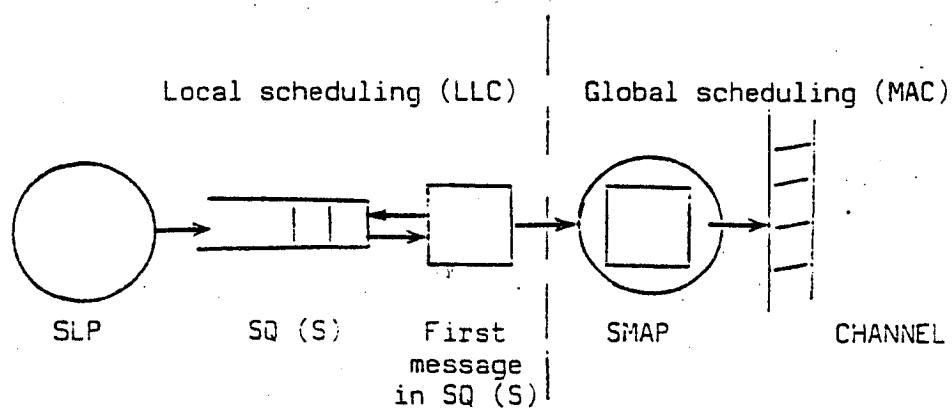 Local scheduling (LLC)
Global scheduling (MAC)
SLP
SQ (S)
First
message
in SQ (S)
SMAP
CHANNEL